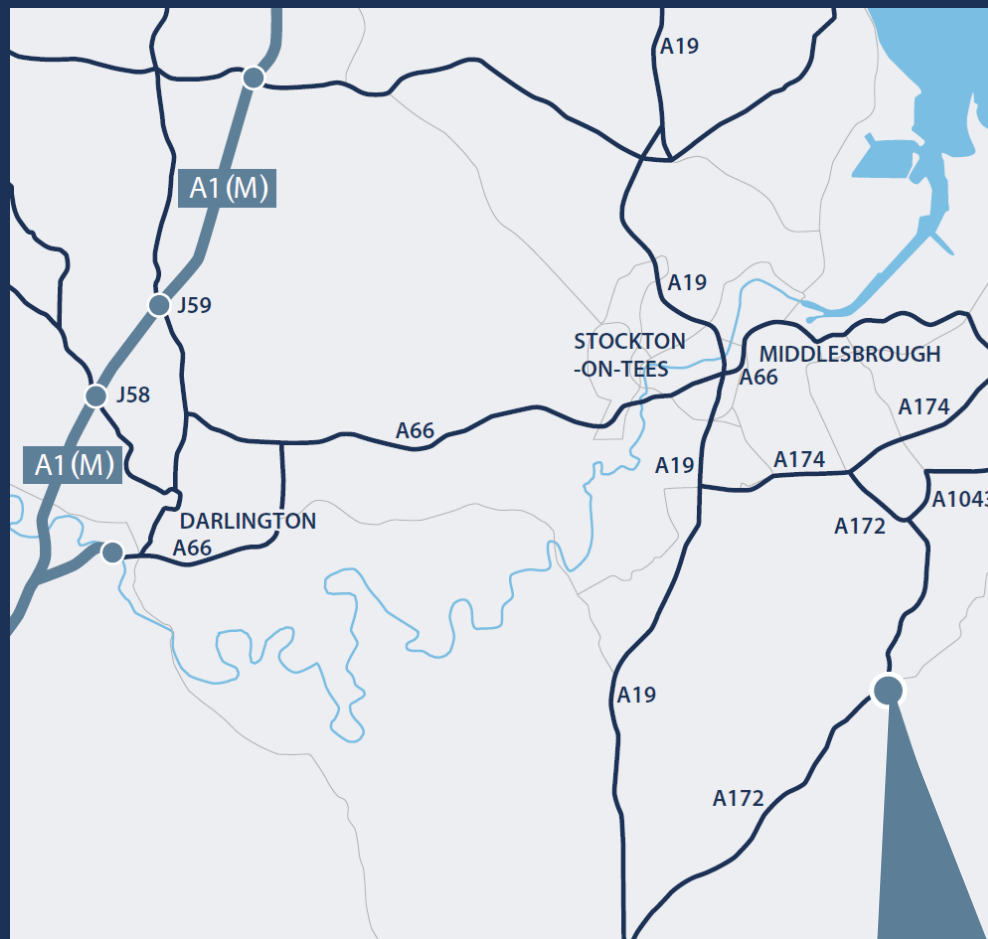 A19
A1(M)
A19
J59
STOCKTON
-ON-TEES
MIDDLESBROUGH
A66
J58
A174
A66
A1(M)
A19
A174
A1043
DARLINGTON
A172
A66
A19
A172